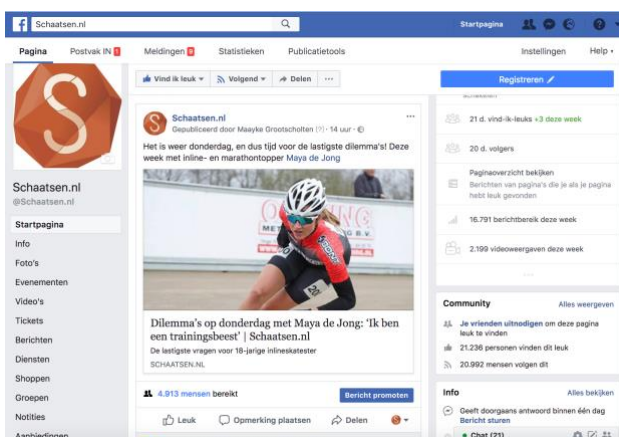 Schaatsen.nl
Startpagina
Pagina
Postvak IN 1
Meldingen 9
Statistieken
Publicatietools
Instellingen
Help
Vind ik leuk
Volgend
Delen
...
Registreren
Schaatsen.nl
@Schaatsen.nl
Startpagina
Info
Foto's
Evenementen
Video's
Tickets
Berichten
Diensten
Shoppen
Groepen
Notities
Aanbiedingen
Schaatsen.nl
Gepubliceerd door Maayke Grootscholten (?) · 14 uur ·
Het is weer donderdag, en dus tijd voor de lastigste dilemma's! Deze
week met inline- en marathontopper Maya de Jong
Dilemma's op donderdag met Maya de Jong: 'Ik ben
een trainingsbeest' | Schaatsen.nl
De lastigste vragen voor 18-jarige inlineskatester
SCHAATSEN.NL
4.913 mensen bereikt
Bericht promoten
Leuk
Opmerking plaatsen
Delen
21 d. vind-ik-leuks +3 deze week
20 d. volgers
Paginaoverzicht bekijken
Berichten van pagina's die je als je pagina
hebt leuk gevonden
16.791 berichtbereik deze week
2.199 videoweergaven deze week
Community
Alles weergeven
Je vrienden uitnodigen om deze pagina
leuk te vinden
21.236 personen vinden dit leuk
20.992 mensen volgen dit
Info
Alles bekijken
Geeft doorgaans antwoord binnen één dag
Bericht sturen
Chat (21)